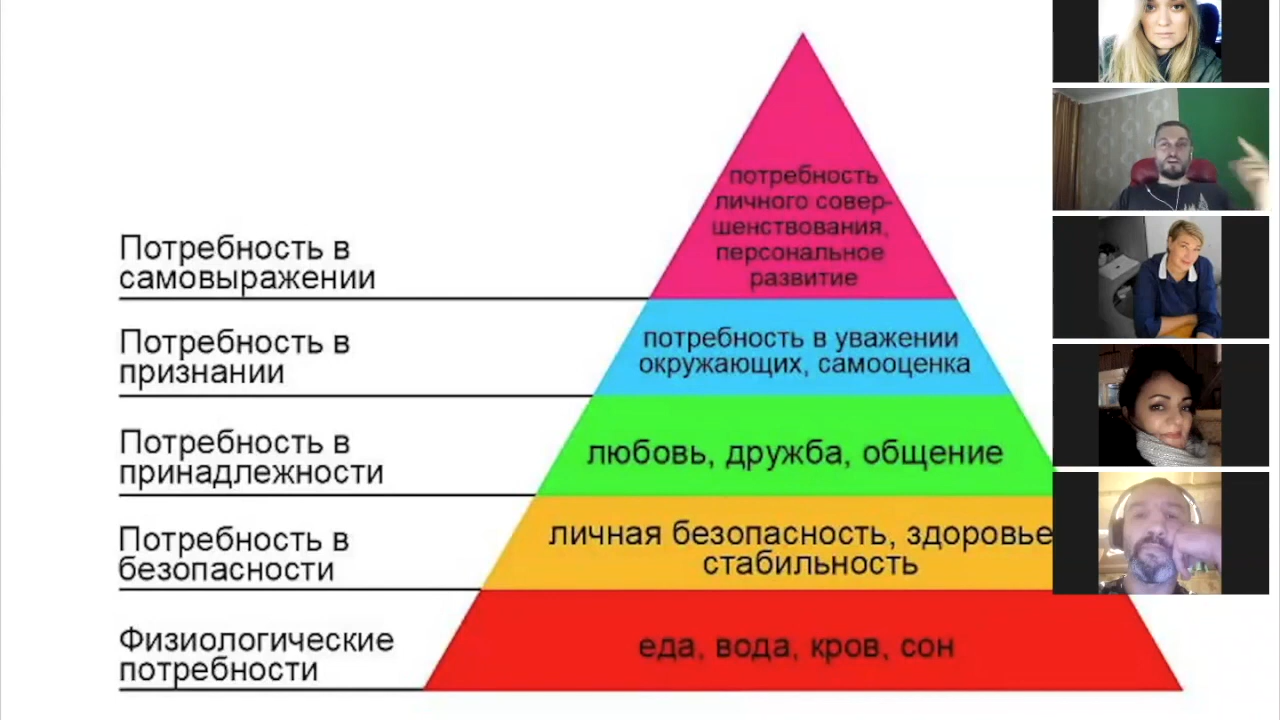 потребность
личного совер-
шенствования,
персональное
развитие
Потребность в
самовыражении
потребность в уважении
окружающих, самооценка
Потребность в
признании
любовь, дружба, общение
Потребность в
принадлежности
личная безопасность, здоровье
стабильность
Потребность в
безопасности
еда, вода, кров, сон
Физиологические
потребности